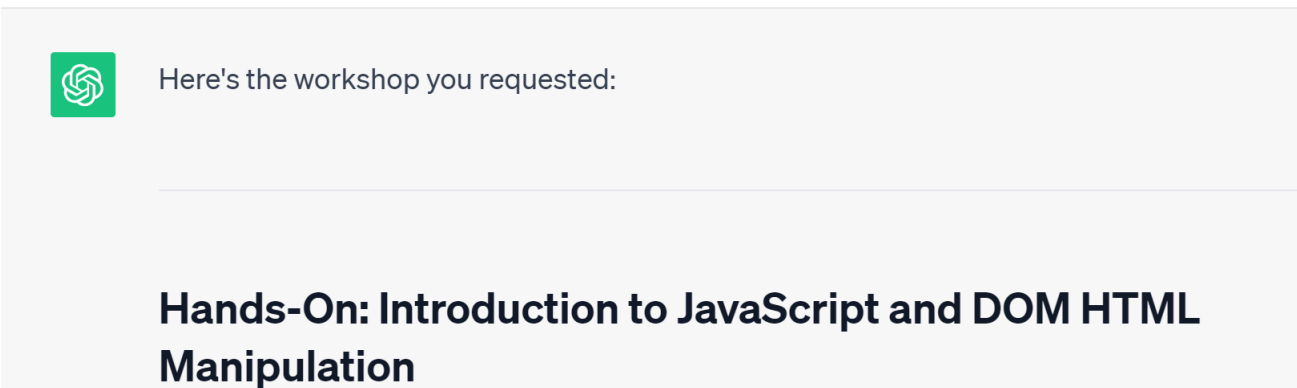 Here's the workshop you requested:
Hands-On: Introduction to JavaScript and DOM HTML
Manipulation